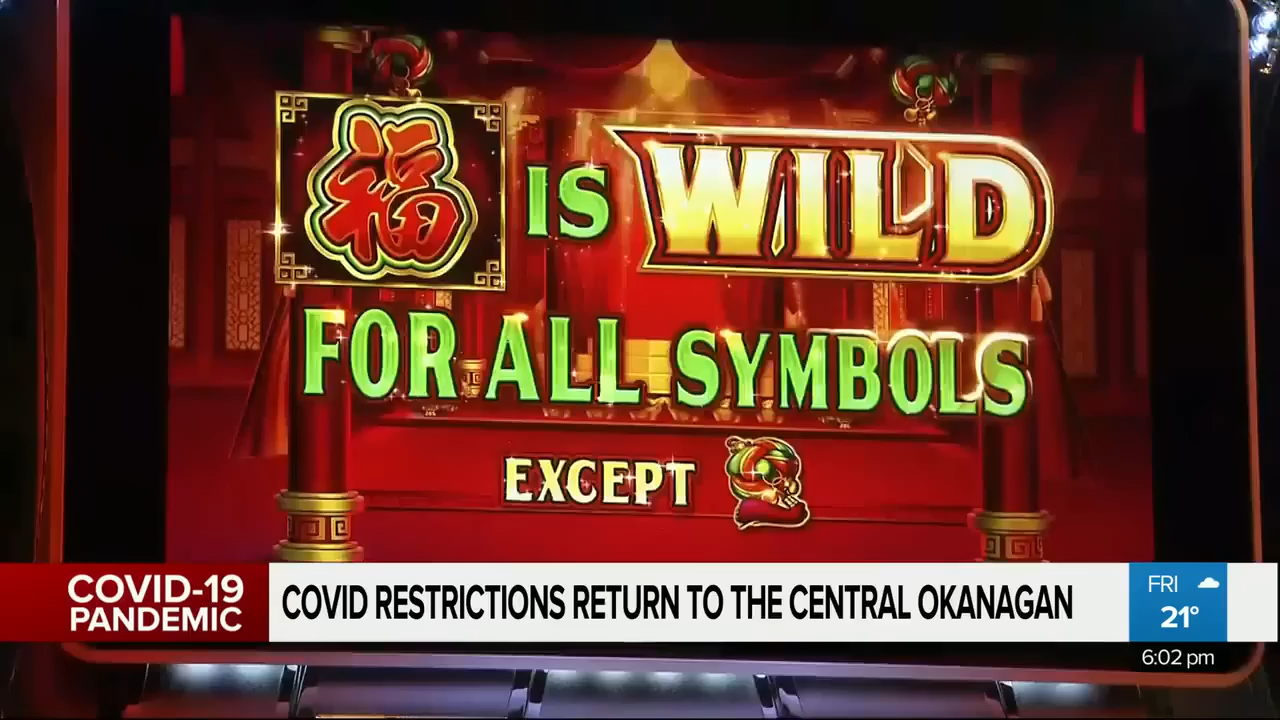 福 IS WILD
FOR ALL SYMBOLS
EXCEPT
COVID-19
PANDEMIC
COVID RESTRICTIONS RETURN TO THE CENTRAL OKANAGAN
FRI
21°
6:02 pm